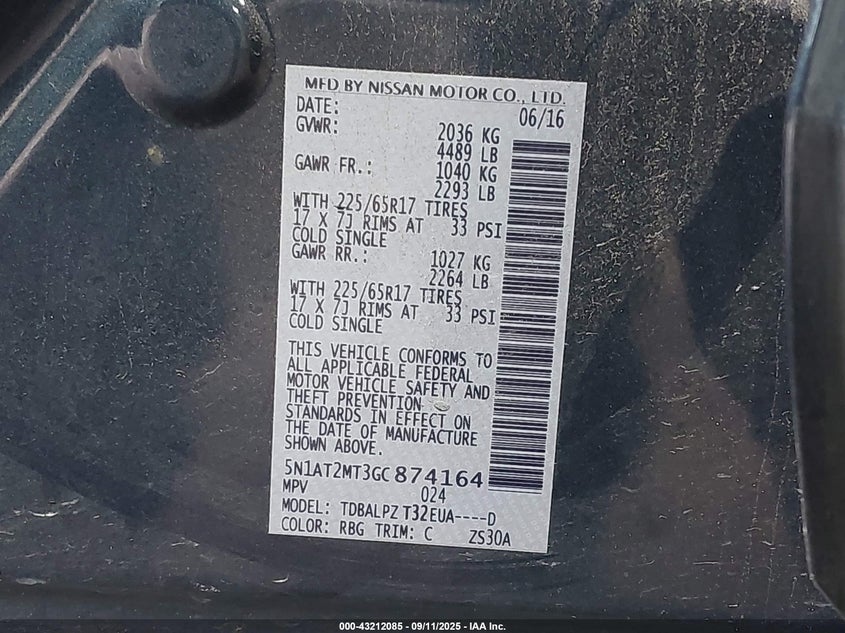 MFD BY NISSAN MOTOR CO., LTD.
DATE: 06/16
GVWR: 2036 KG
4489 LB
GAWR FR.: 1040 KG
2293 LB
WITH 225/65R17 TIRES
17 X 7J RIMS AT 33 PSI
COLD SINGLE
GAWR RR.: 1027 KG
2264 LB
WITH 225/65R17 TIRES
17 X 7J RIMS AT 33 PSI
COLD SINGLE
THIS VEHICLE CONFORMS TO
ALL APPLICABLE FEDERAL
MOTOR VEHICLE SAFETY AND
THEFT PREVENTION
STANDARDS IN EFFECT ON
THE DATE OF MANUFACTURE
SHOWN ABOVE.
5N1AT2MT3GC874164
MPV 024
MODEL: TDBALPZ T32EUA----D
COLOR: RBG TRIM: C ZS30A
000-43212085 - 09/11/2025 - IAA Inc.